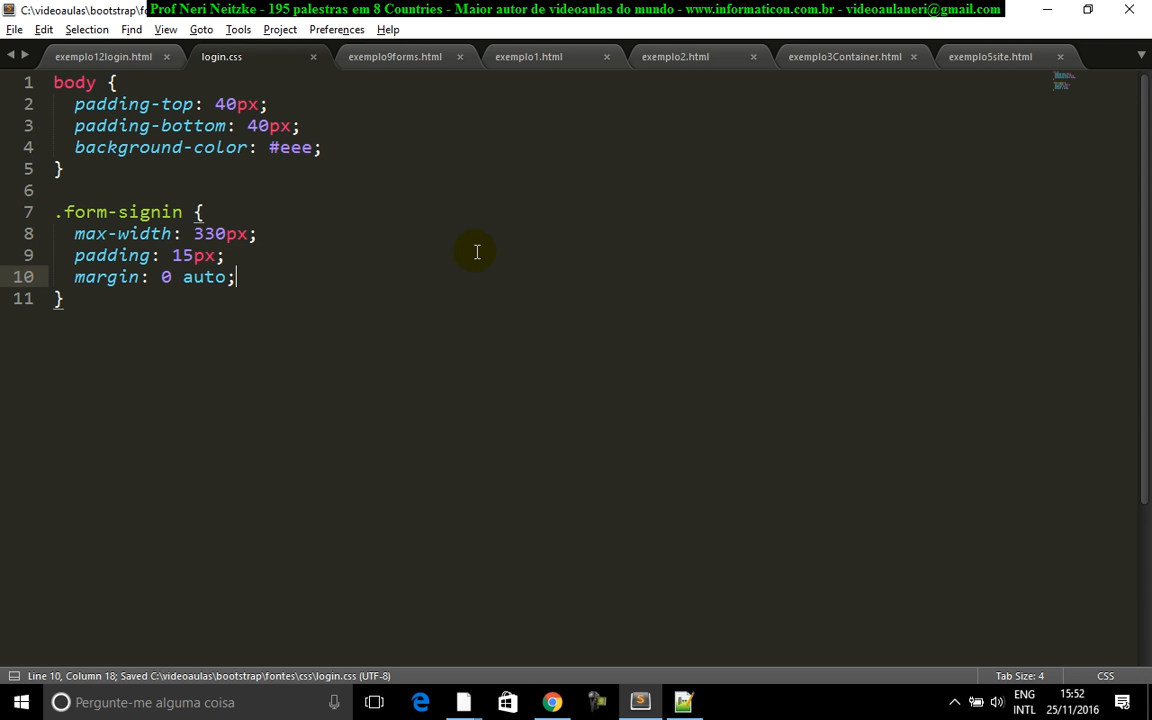 C:\videoaulas\bootstrap\fo
Prof Neri Neitzke - 195 palestras em 8 Countries - Maior autor de videoaulas do mundo - www.informaticon.com.br - videoaulaneri@gmail.com
File Edit Selection Find View Goto Tools Project Preferences Help
exemplo12login.html × login.css × exemplo9forms.html × exemplo1.html × exemplo2.html × exemplo3Container.html × exemplo5site.html ×
1 body {
2 padding-top: 40px;
3 padding-bottom: 40px;
4 background-color: #eee;
5 }
6
7 .form-signin {
8 max-width: 330px;
9 padding: 15px;
10 margin: 0 auto;
11 }
Line 10, Column 18; Saved C:\videoaulas\bootstrap\fontes\css\login.css (UTF-8) Tab Size: 4 CSS
Pergunte-me alguma coisa
ENG 15:52
INTL 25/11/2016